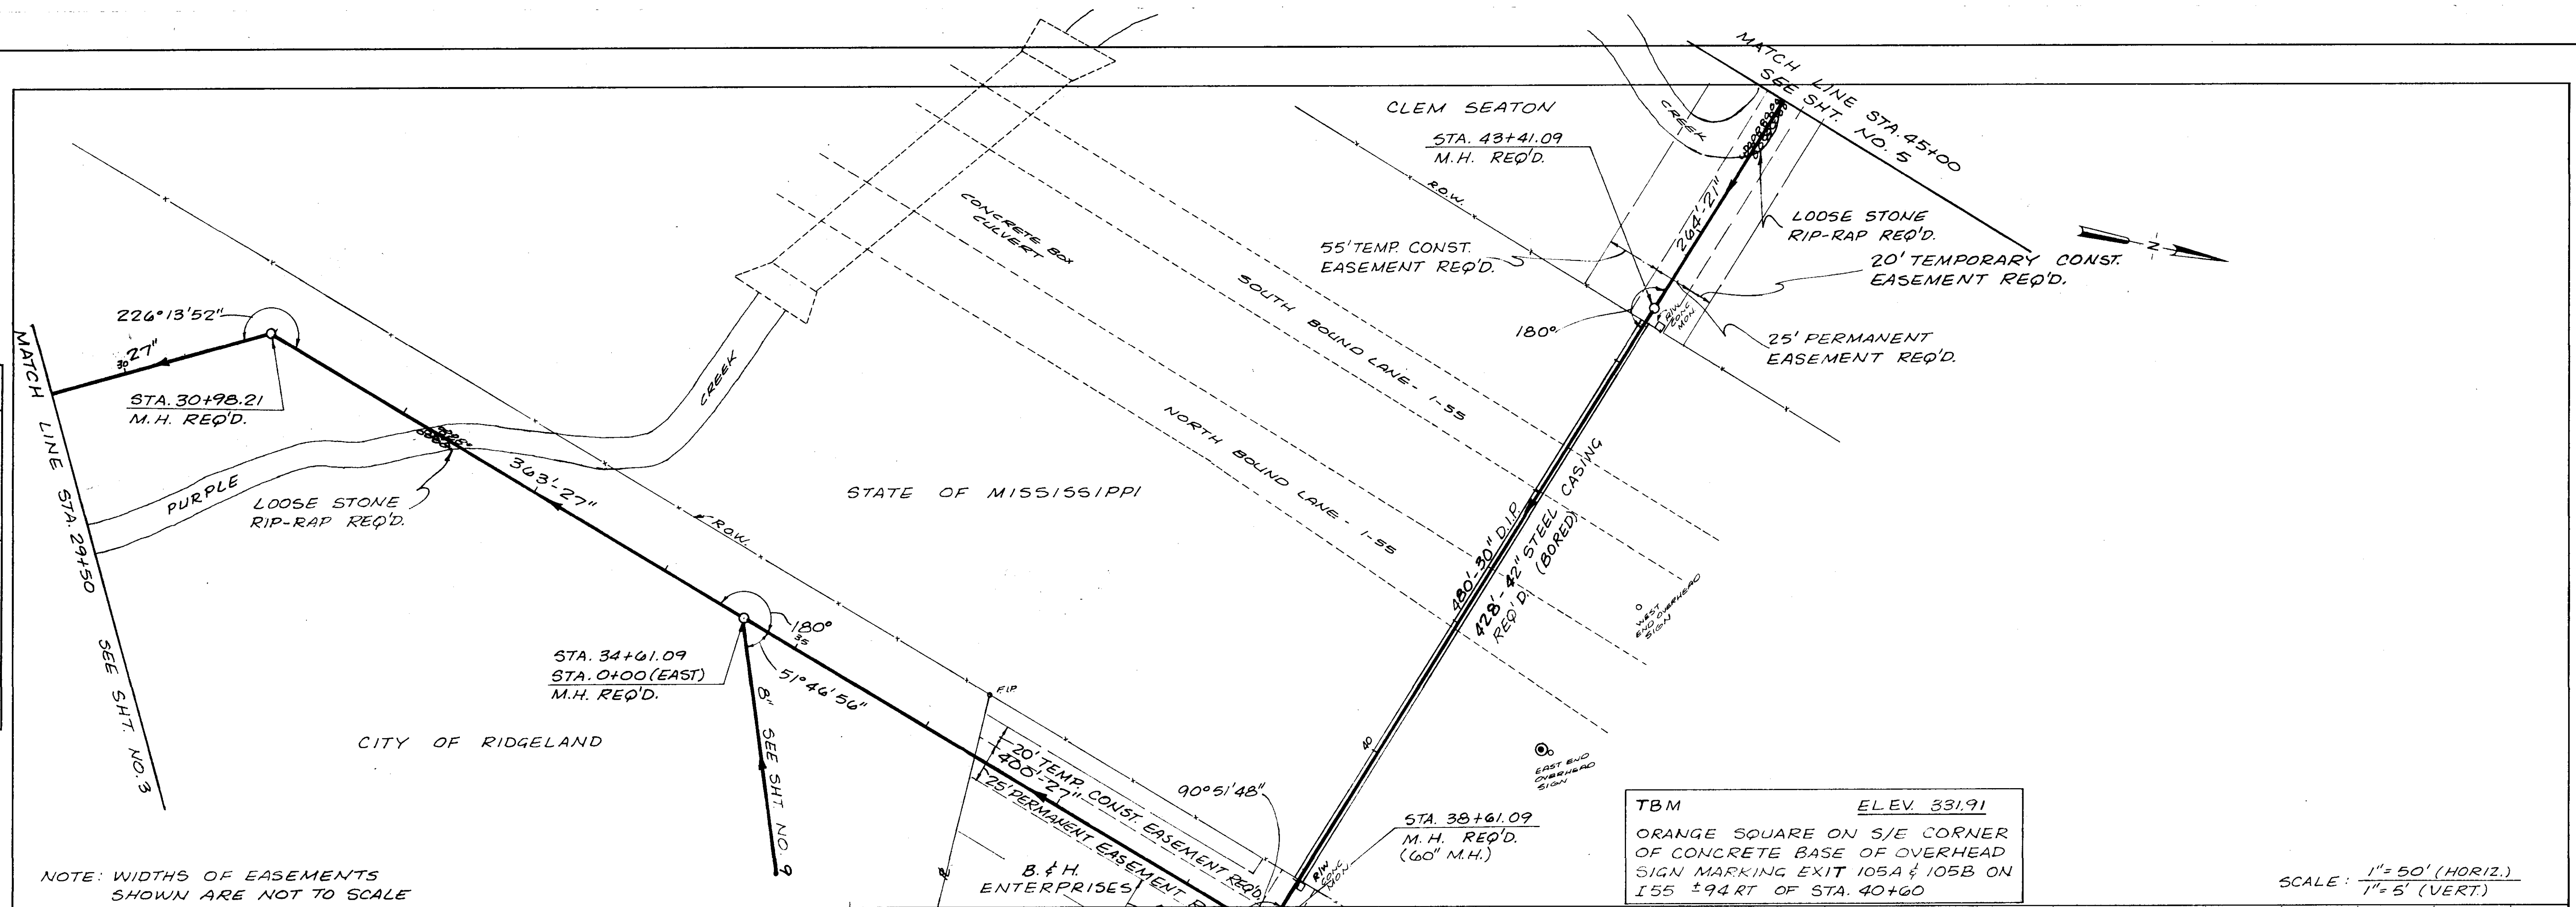 MATCH LINE STA. 45+00
SEE SHT. NO. 5
CLEM SEATON
STA. 43+41.09
M.H. REQ'D.
CREEK
R.O.W.
264'-21"
LOOSE STONE
RIP-RAP REQ'D.
55' TEMP. CONST.
EASEMENT REQ'D.
20' TEMPORARY CONST.
EASEMENT REQ'D.
N
180°
R/W
CONC
MON
25' PERMANENT
EASEMENT REQ'D.
CONCRETE BOX
CULVERT
SOUTH BOUND LANE - I-55
NORTH BOUND LANE - I-55
226°13'52"
27"
30
STA. 30+98.21
M.H. REQ'D.
MATCH LINE STA. 29+50 SEE SHT. NO. 3
CREEK
PURPLE
LOOSE STONE
RIP-RAP REQ'D.
363'-27"
R.O.W.
STATE OF MISSISSIPPI
480'-30" D.I.P.
428'-42" STEEL CASING
REQ'D. (BORED)
WEST
END OVERHEAD
SIGN
180°
35
STA. 34+61.09
STA. 0+00 (EAST)
M.H. REQ'D.
51°46'56"
8" SEE SHT. NO. 9
F.I.P.
CITY OF RIDGELAND
40
EAST END
OVERHEAD
SIGN
20' TEMP. CONST. EASEMENT REQ'D.
400'-27"
25' PERMANENT EASEMENT
90°51'48"
STA. 38+61.09
M.H. REQ'D.
(60" M.H.)
R/W
CONC
MON
B. & H.
ENTERPRISES
TBM ELEV. 331.91
ORANGE SQUARE ON S/E CORNER
OF CONCRETE BASE OF OVERHEAD
SIGN MARKING EXIT 105A & 105B ON
I55 ±94 RT OF STA. 40+60
NOTE: WIDTHS OF EASEMENTS
SHOWN ARE NOT TO SCALE
SCALE: 1"= 50' (HORIZ.)
1"= 5' (VERT.)